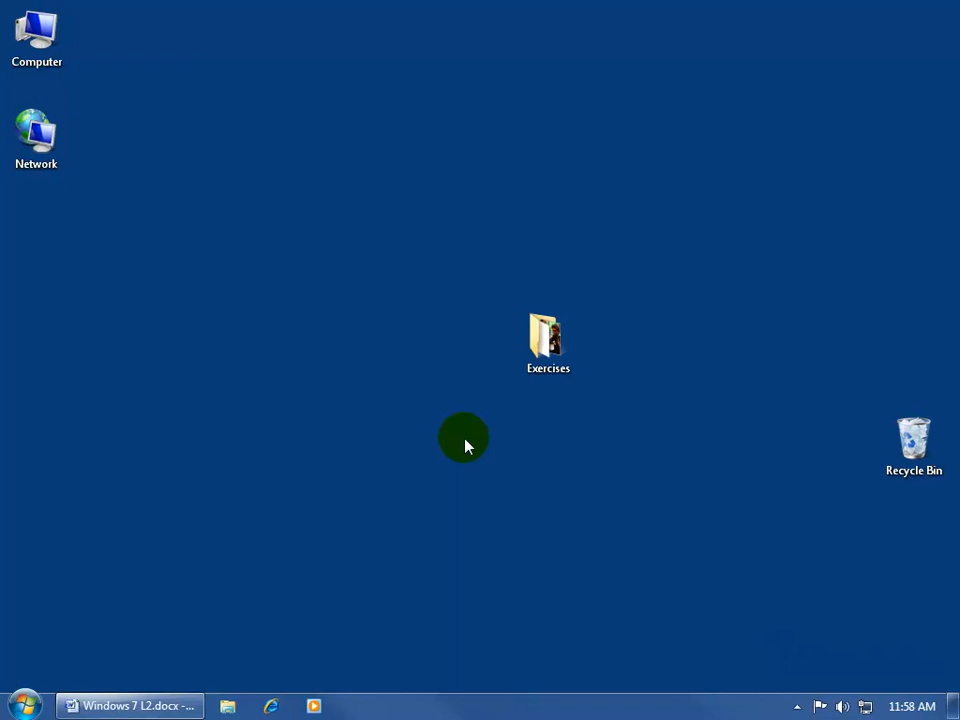 Computer
Network
Exercises
Recycle Bin
Windows 7 L2.docx -...
11:58 AM